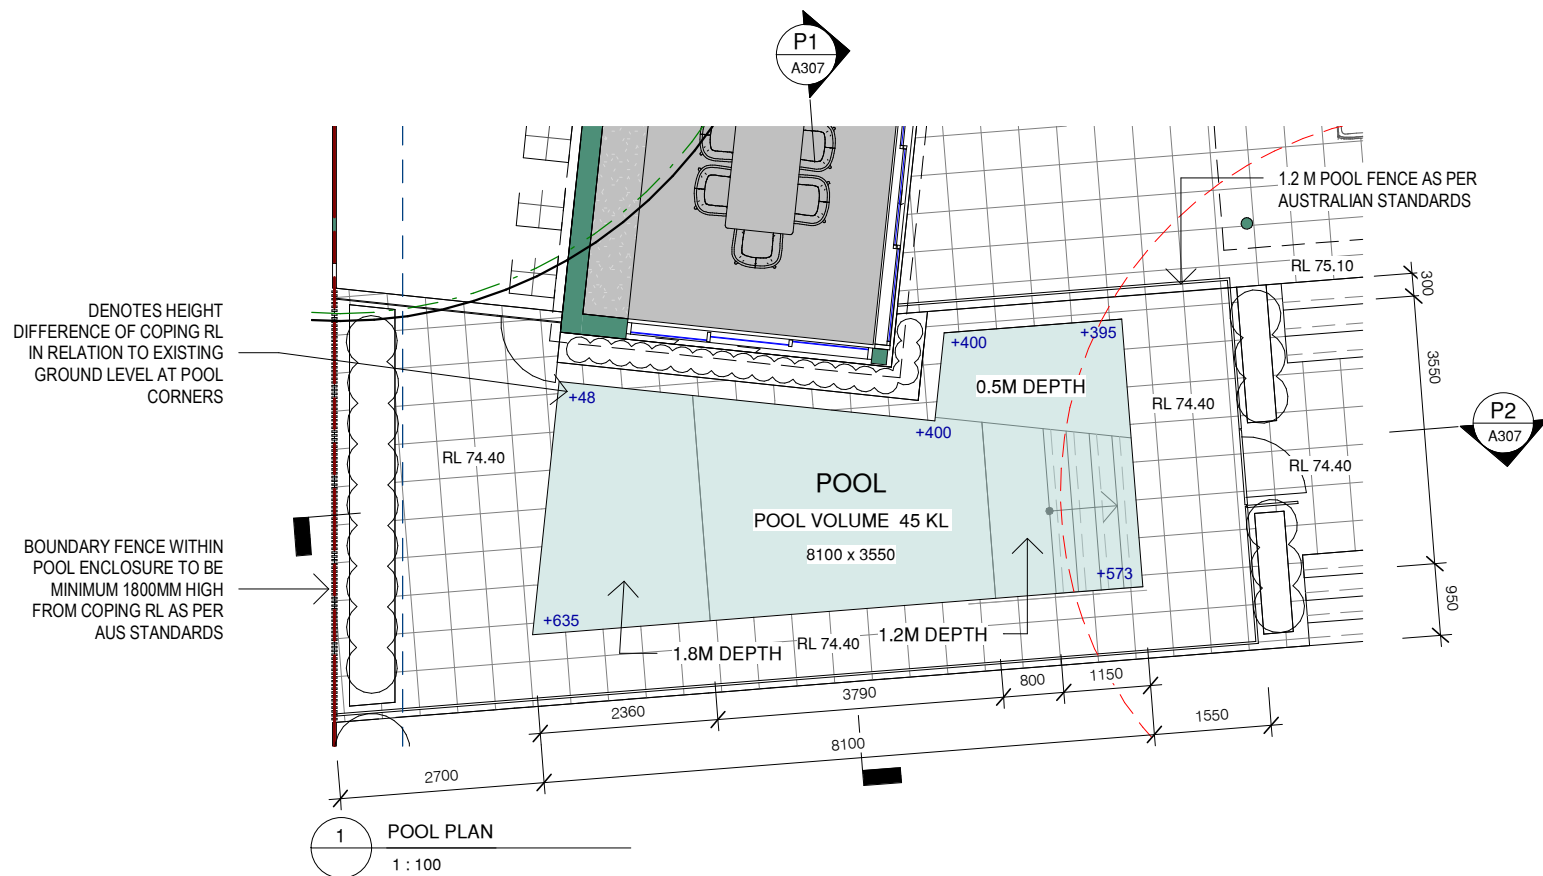 P1
A307
1.2 M POOL FENCE AS PER
AUSTRALIAN STANDARDS
RL 75.10
300
DENOTES HEIGHT
DIFFERENCE OF COPING RL
IN RELATION TO EXISTING
GROUND LEVEL AT POOL
CORNERS
+400
+395
3550
0.5M DEPTH
+48
RL 74.40
P2
A307
+400
RL 74.40
RL 74.40
POOL
POOL VOLUME 45 KL
8100 x 3550
BOUNDARY FENCE WITHIN
POOL ENCLOSURE TO BE
MINIMUM 1800MM HIGH
FROM COPING RL AS PER
AUS STANDARDS
+573
950
+635
1.8M DEPTH
RL 74.40
1.2M DEPTH
2360
3790
800
1150
1550
8100
2700
1
POOL PLAN
1 : 100